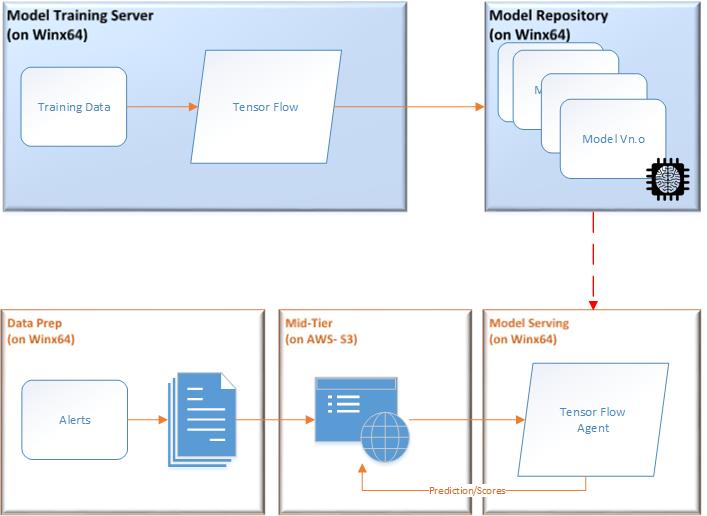 Model Training Server
(on Winx64)
Training Data
Tensor Flow
Model Repository
(on Winx64)
M
Model Vn.o
Data Prep
(on Winx64)
Alerts
Mid-Tier
(on AWS- S3)
Model Serving
(on Winx64)
Tensor Flow
Agent
Prediction/Scores